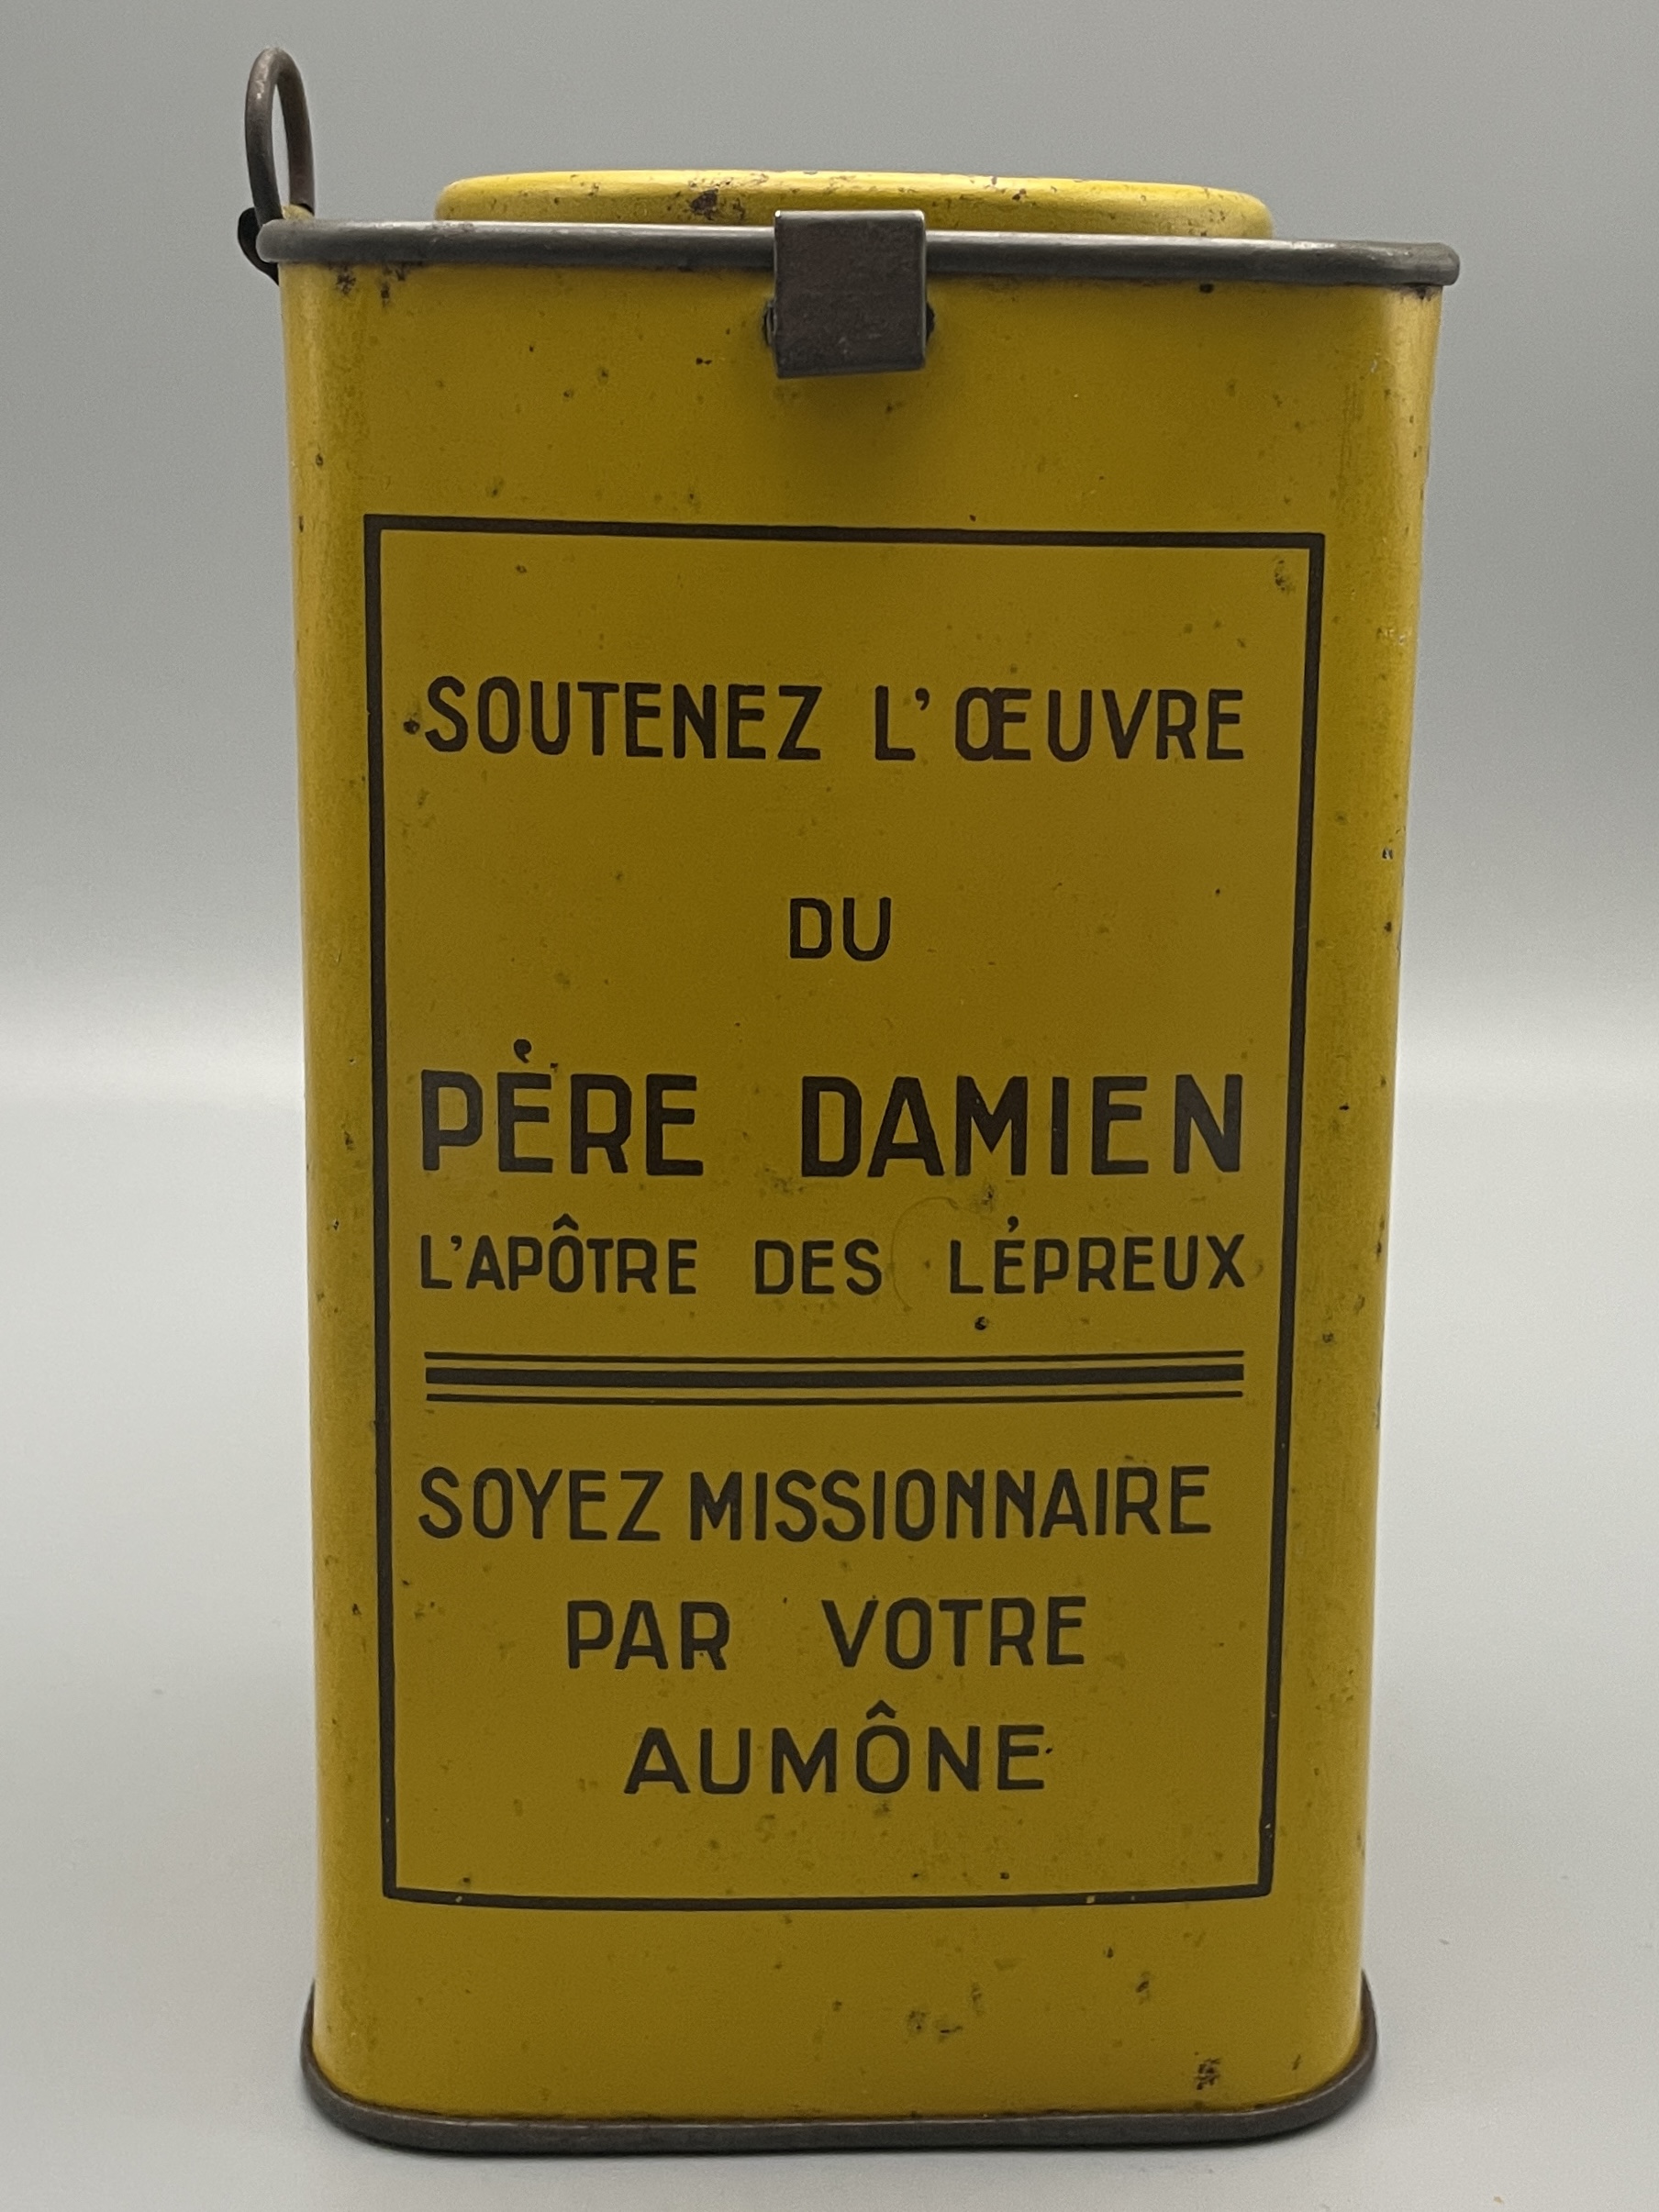 SOUTENEZ L'ŒUVRE
DU
PÈRE DAMIEN
L'APÔTRE DES LÉPREUX
SOYEZ MISSIONNAIRE
PAR VOTRE
AUMÔNE